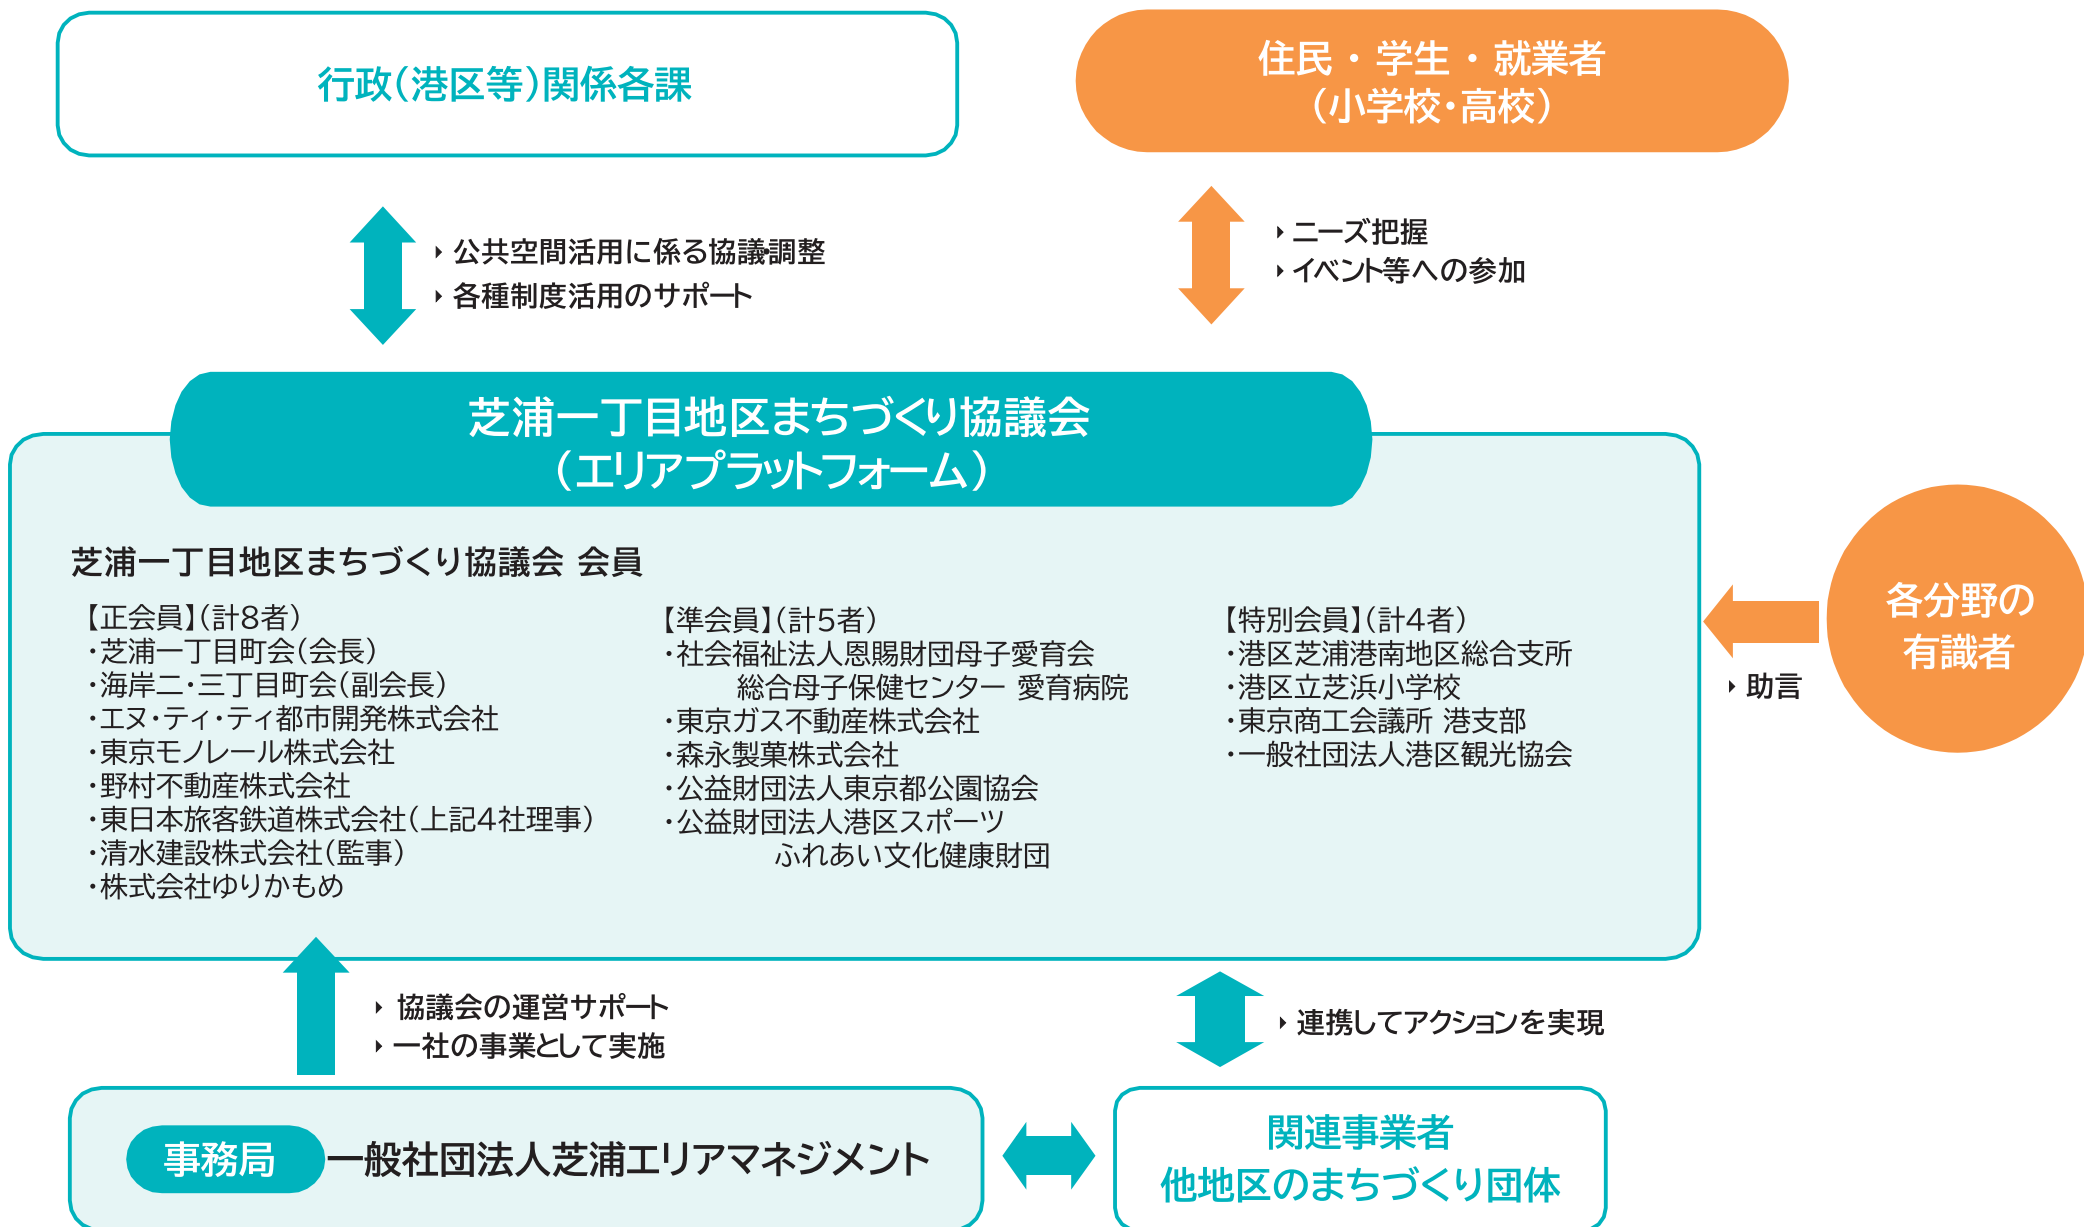 行政(港区等)関係各課
住民・学生・就業者
(小学校・高校)
公共空間活用に係る協議・調整
各種制度活用のサポート
ニーズ把握
イベント等への参加
芝浦一丁目地区まちづくり協議会
(エリアプラットフォーム)
芝浦一丁目地区まちづくり協議会 会員
【正会員】(計8者)
・芝浦一丁目町会(会長)
・海岸二・三丁目町会(副会長)
・エヌ・ティ・ティ都市開発株式会社
・東京モノレール株式会社
・野村不動産株式会社
・東日本旅客鉄道株式会社(上記4社理事)
・清水建設株式会社(監事)
・株式会社ゆりかもめ
【準会員】(計5者)
・社会福祉法人恩賜財団母子愛育会
総合母子保健センター 愛育病院
・東京ガス不動産株式会社
・森永製菓株式会社
・公益財団法人東京都公園協会
・公益財団法人港区スポーツ
ふれあい文化健康財団
【特別会員】(計4者)
・港区芝浦港南地区総合支所
・港区立芝浜小学校
・東京商工会議所 港支部
・一般社団法人港区観光協会
各分野の
有識者
助言
協議会の運営サポート
一社の事業として実施
連携してアクションを実現
事務局 一般社団法人芝浦エリアマネジメント
関連事業者
他地区のまちづくり団体